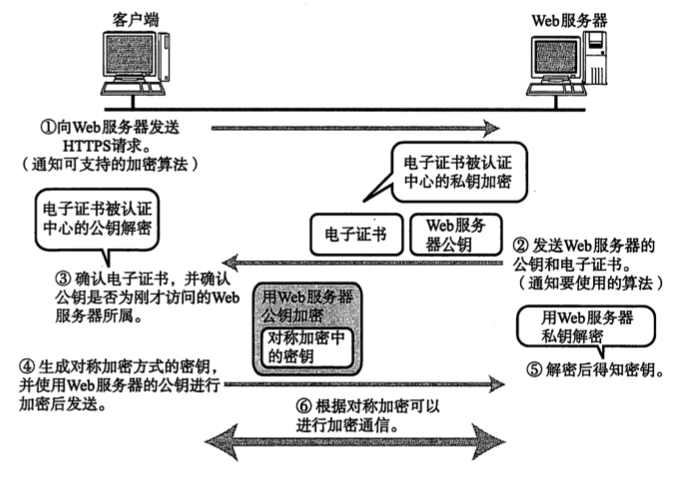 客户端
Web服务器
①向Web服务器发送
HTTPS请求。
（通知可支持的加密算法）
电子证书被认证
中心的私钥加密
电子证书被认证
中心的公钥解密
电子证书
Web服务
器公钥
②发送Web服务器的
公钥和电子证书。
（通知要使用的算法）
③确认电子证书，并确认
公钥是否为刚才访问的Web
服务器所属。
用Web服务器
公钥加密
对称加密中
的密钥
用Web服务器
私钥解密
④生成对称加密方式的密钥，
并使用Web服务器的公钥进行
加密后发送。
⑤解密后得知密钥。
⑥根据对称加密可以
进行加密通信。